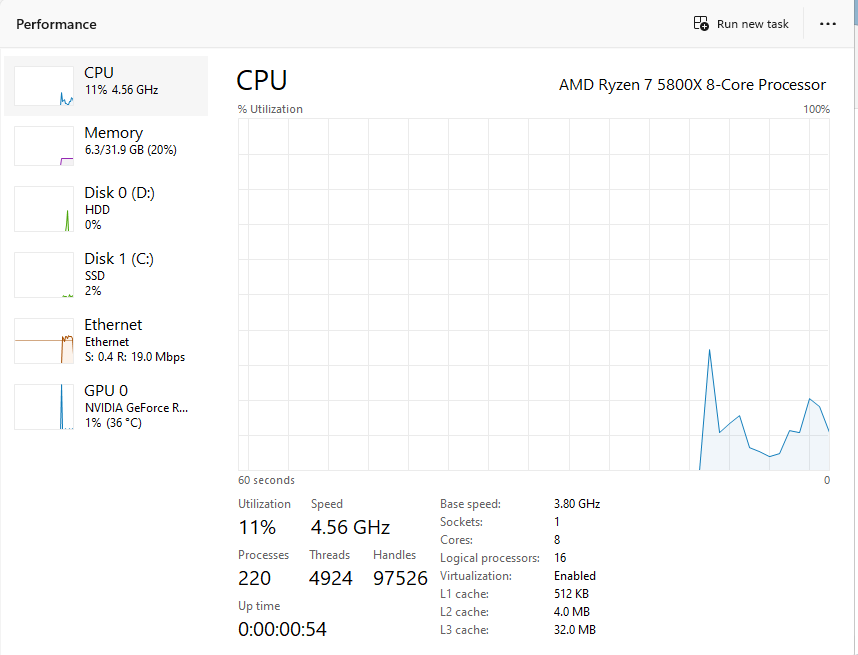 Performance
Run new task
CPU
11% 4.56 GHz
Memory
6.3/31.9 GB (20%)
Disk 0 (D:)
HDD
0%
Disk 1 (C:)
SSD
2%
Ethernet
Ethernet
S: 0.4 R: 19.0 Mbps
GPU 0
NVIDIA GeForce R...
1% (36 °C)
CPU
AMD Ryzen 7 5800X 8-Core Processor
% Utilization
100%
60 seconds
0
Utilization
Speed
11%
4.56 GHz
Processes
Threads
Handles
220
4924
97526
Up time
0:00:00:54
Base speed: 3.80 GHz
Sockets: 1
Cores: 8
Logical processors: 16
Virtualization: Enabled
L1 cache: 512 KB
L2 cache: 4.0 MB
L3 cache: 32.0 MB